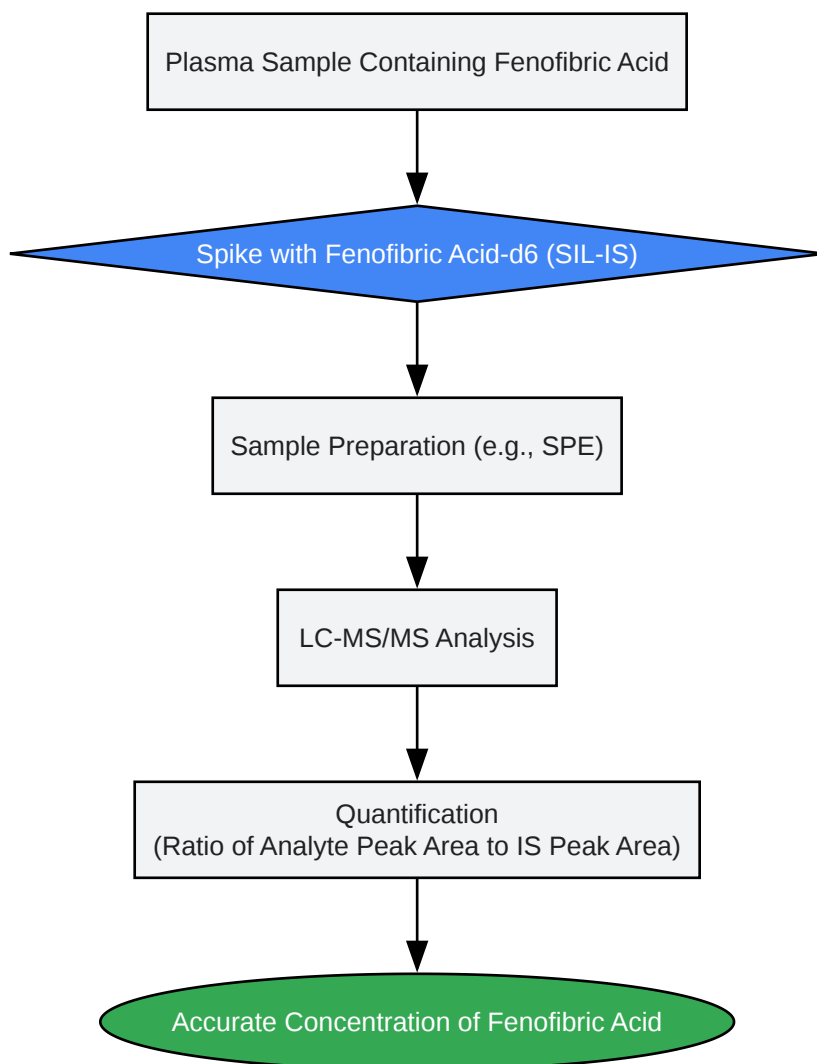 Plasma Sample Containing Fenofibric Acid
Spike with Fenofibric Acid-d6 (SIL-IS)
Sample Preparation (e.g., SPE)
LC-MS/MS Analysis
Quantification
(Ratio of Analyte Peak Area to IS Peak Area)
Accurate Concentration of Fenofibric Acid